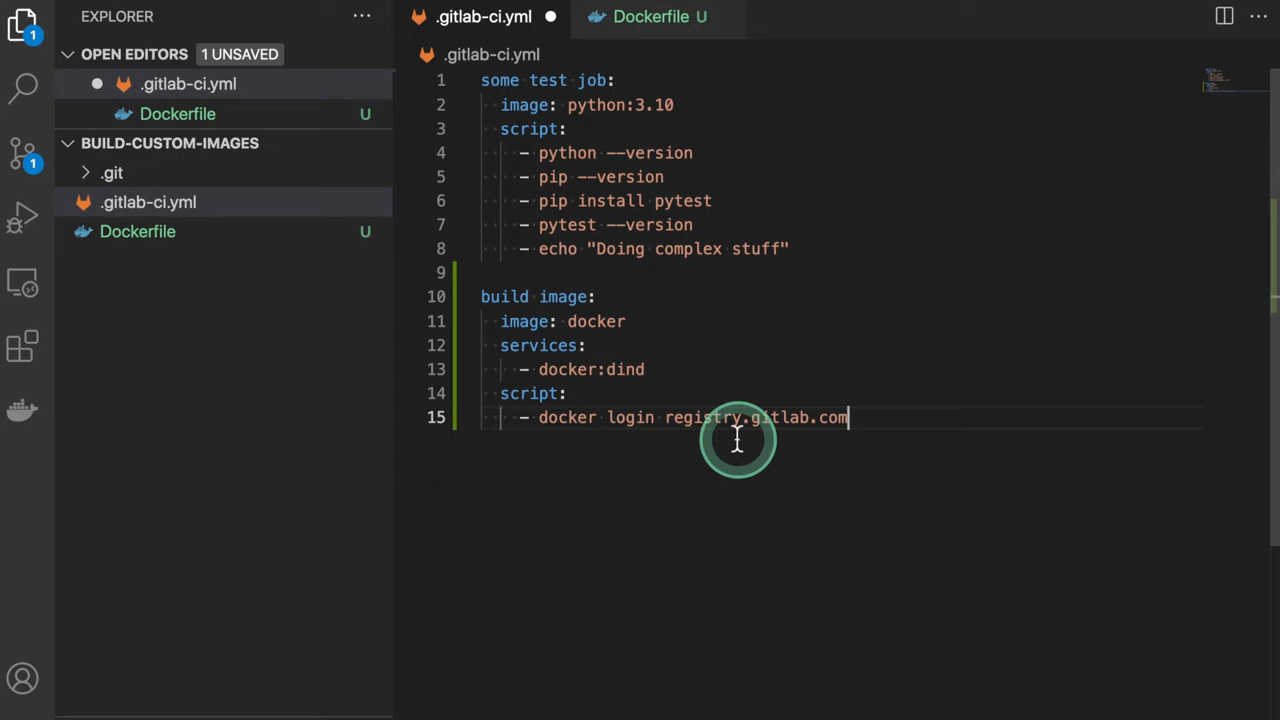 EXPLORER
.gitlab-ci.yml
Dockerfile U
OPEN EDITORS 1 UNSAVED
.gitlab-ci.yml
.gitlab-ci.yml
Dockerfile U
BUILD-CUSTOM-IMAGES
.git
.gitlab-ci.yml
Dockerfile U
1
1
1 some test job:
2 image: python:3.10
3 script:
4 - python --version
5 - pip --version
6 - pip install pytest
7 - pytest --version
8 - echo "Doing complex stuff"
9
10 build image:
11 image: docker
12 services:
13 - docker:dind
14 script:
15 - docker login registry.gitlab.com